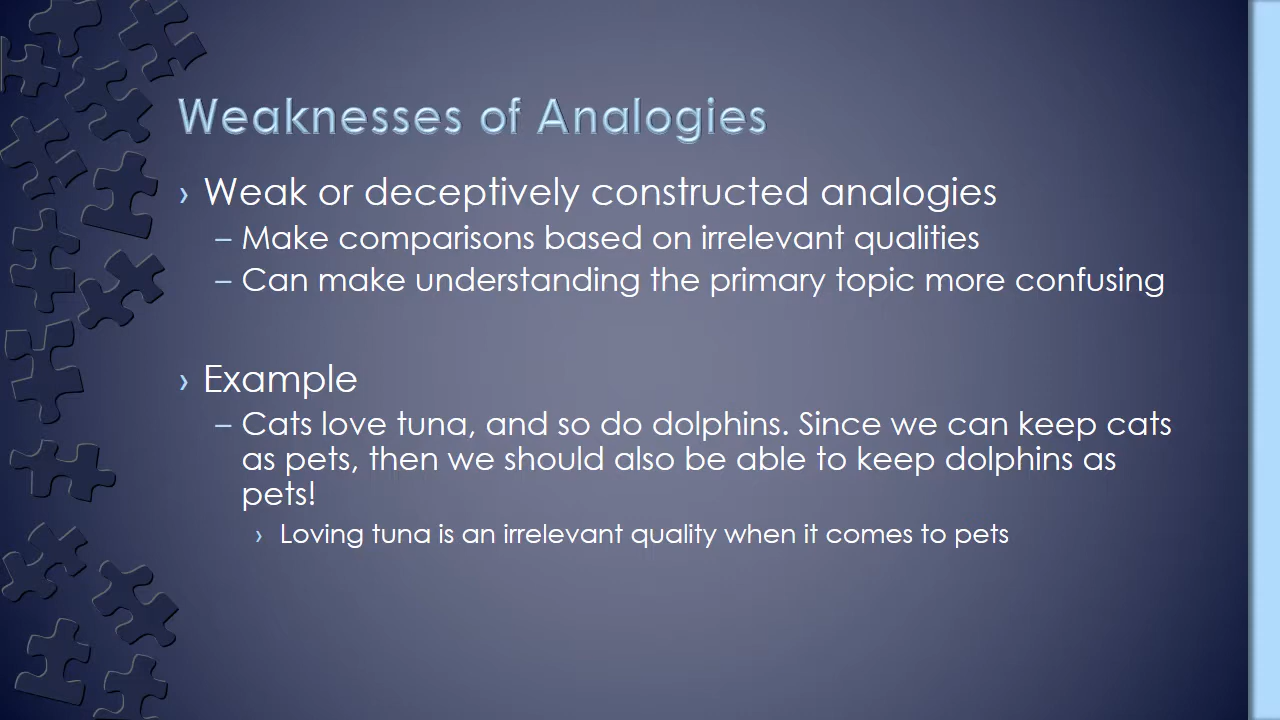 Weaknesses of Analogies
› Weak or deceptively constructed analogies
– Make comparisons based on irrelevant qualities
– Can make understanding the primary topic more confusing
› Example
– Cats love tuna, and so do dolphins. Since we can keep cats
as pets, then we should also be able to keep dolphins as
pets!
› Loving tuna is an irrelevant quality when it comes to pets